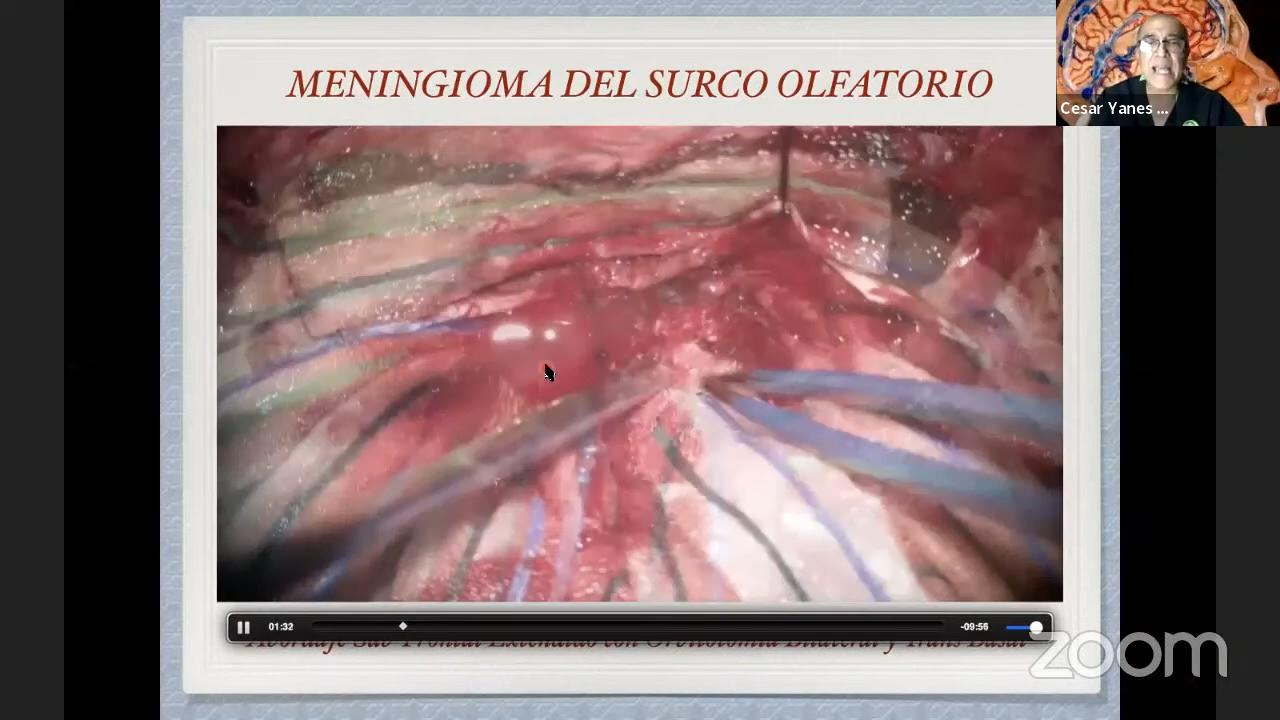 MENINGIOMA DEL SURCO OLFATORIO
Cesar Yanes ...
01:32
-09:56
Abordaje Sub Frontal Extendido con Orbitotomia Bilateral y Trans Basal
zoom